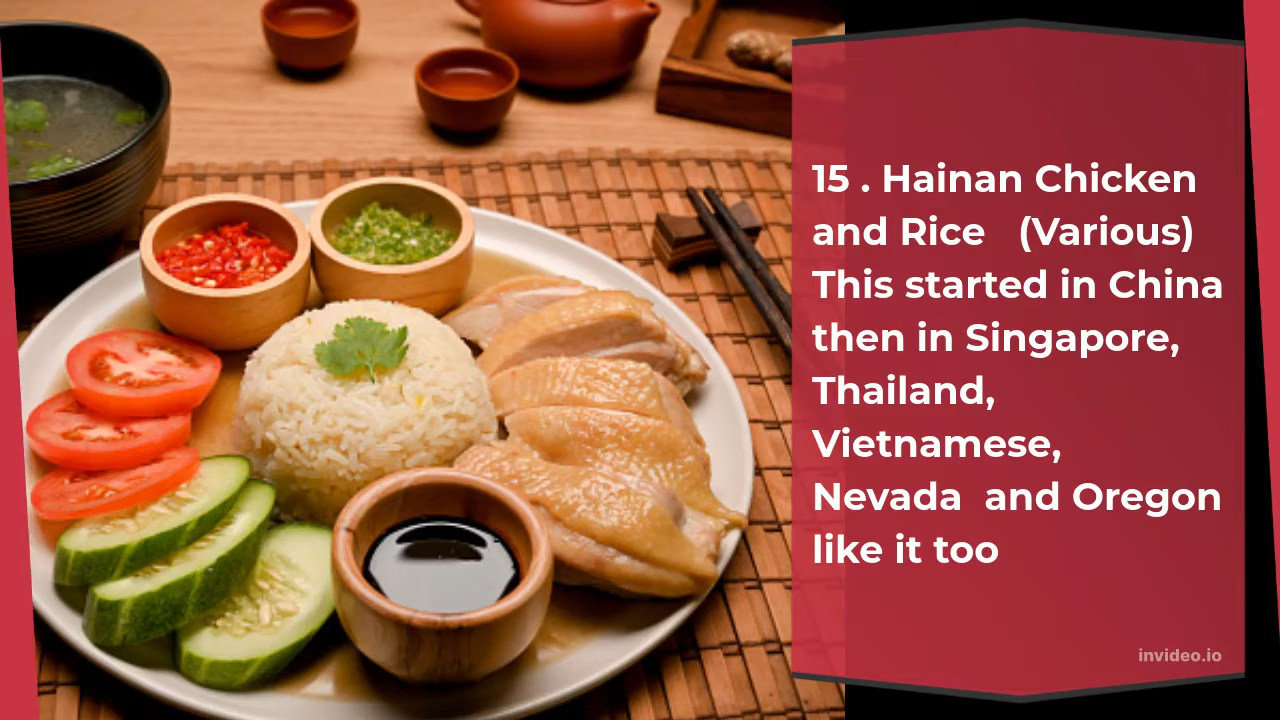 15 . Hainan Chicken
and Rice   (Various)
This started in China
then in Singapore,
Thailand,
Vietnamese,
Nevada  and Oregon
like it too
invideo.io